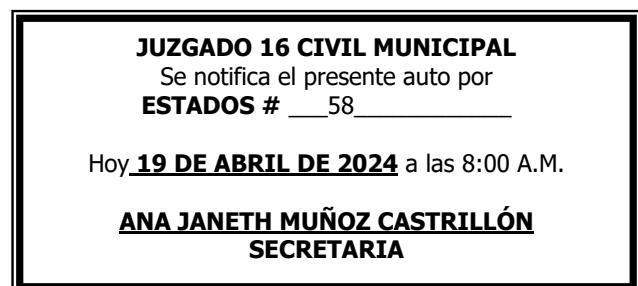 JUZGADO 16 CIVIL MUNICIPAL
Se notifica el presente auto por
ESTADOS # ___58____________
Hoy 19 DE ABRIL DE 2024 a las 8:00 A.M.
ANA JANETH MUÑOZ CASTRILLÓN
SECRETARIA